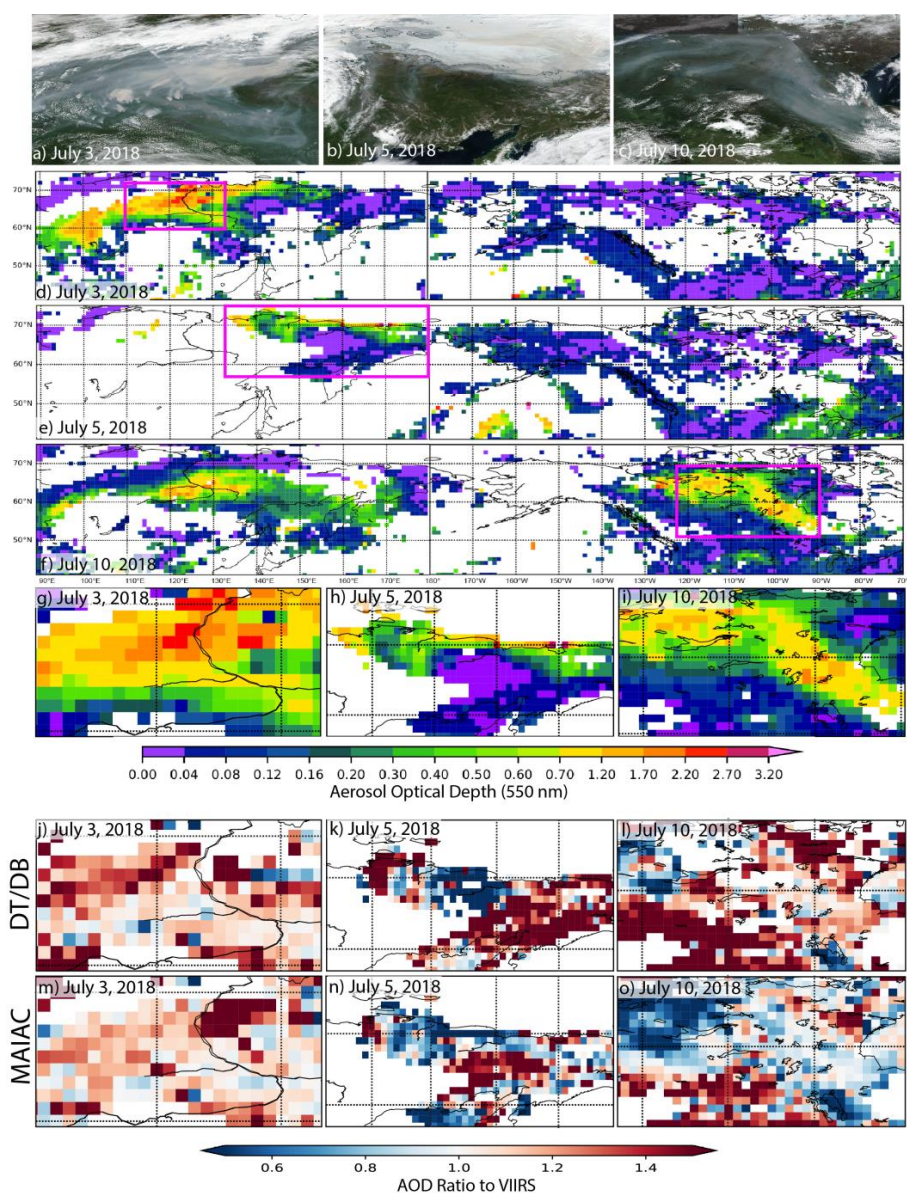 a) July 3, 2018
b) July 5, 2018
c) July 10, 2018
70°N
60°N
50°N
d) July 3, 2018
70°N
60°N
50°N
e) July 5, 2018
70°N
60°N
50°N
f) July 10, 2018
90°E 100°E 110°E 120°E 130°E 140°E 150°E 160°E 170°E 180° 170°W 160°W 150°W 140°W 130°W 120°W 110°W 100°W 90°W 80°W
g) July 3, 2018
h) July 5, 2018
i) July 10, 2018
0.00 0.04 0.08 0.12 0.16 0.20 0.30 0.40 0.50 0.60 0.70 1.20 1.70 2.20 2.70 3.20
Aerosol Optical Depth (550 nm)
DT/DB
j) July 3, 2018
k) July 5, 2018
l) July 10, 2018
MAIAC
m) July 3, 2018
n) July 5, 2018
o) July 10, 2018
0.6 0.8 1.0 1.2 1.4
AOD Ratio to VIIRS